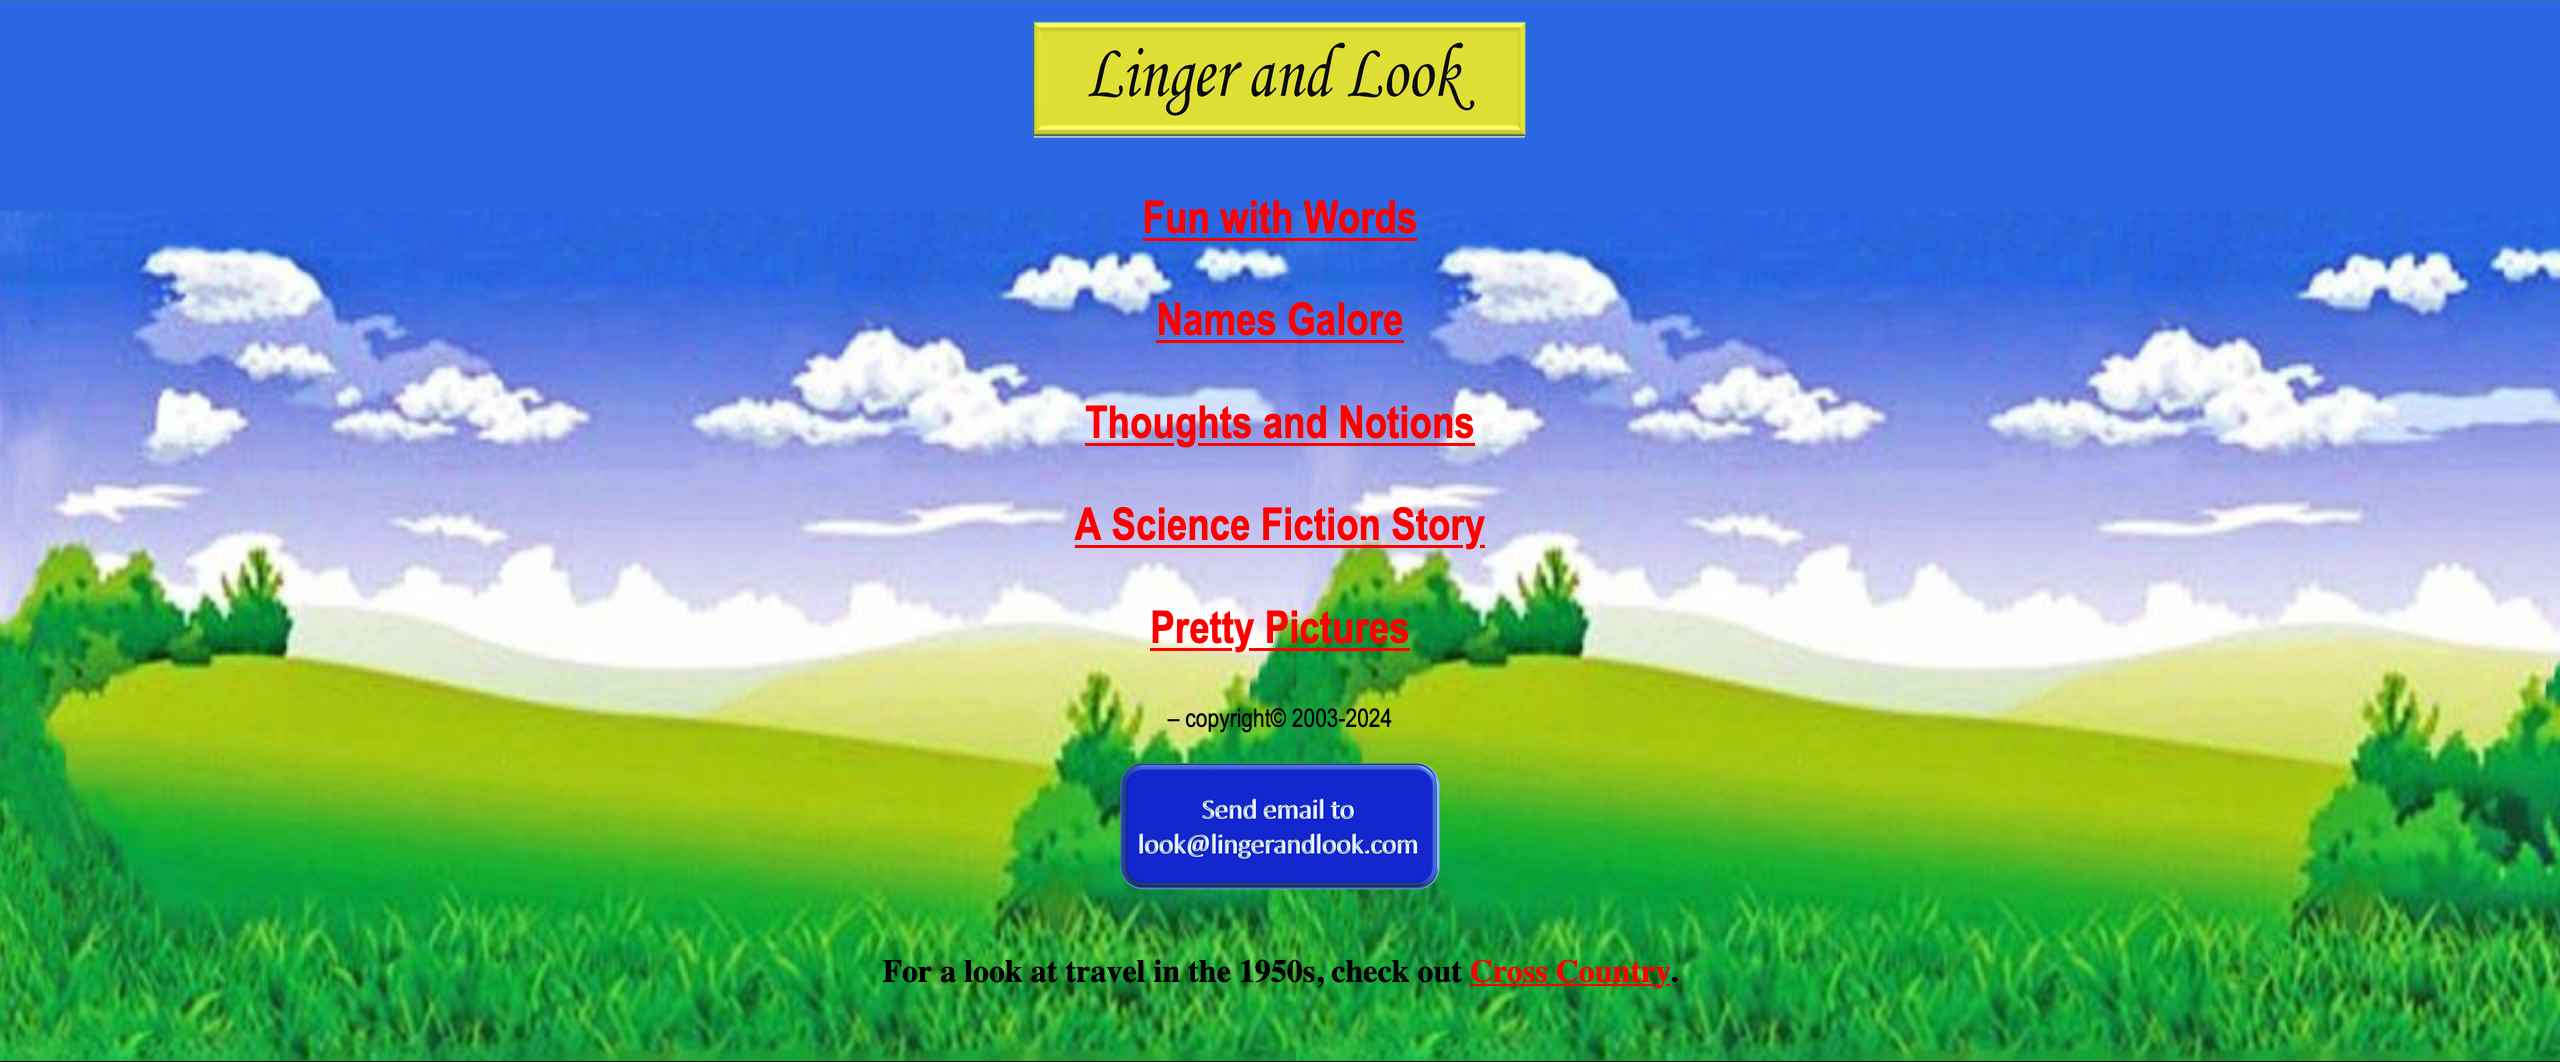 Linger and Look
Fun with Words
Names Galore
Thoughts and Notions
A Science Fiction Story
Pretty Pictures
– copyright© 2003-2024
Send email to
look@lingerandlook.com
For a look at travel in the 1950s, check out Cross Country.